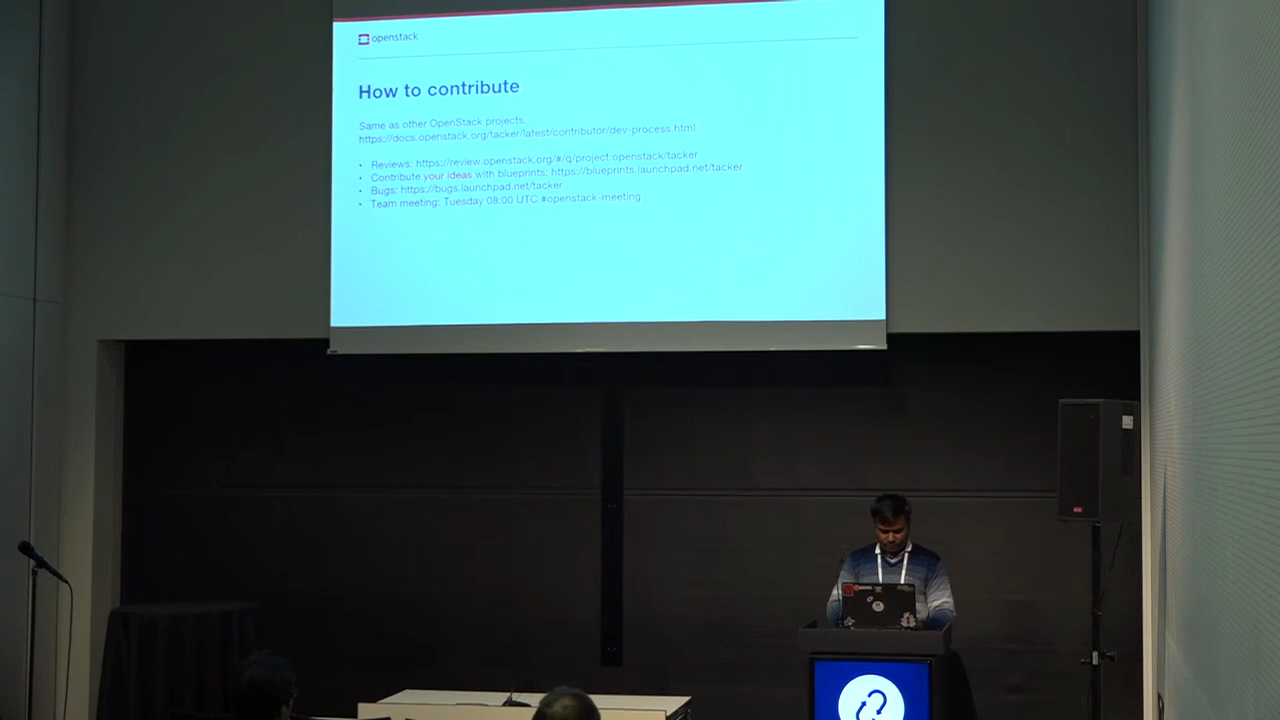 openstack
How to contribute
Same as other OpenStack projects.
https://docs.openstack.org/tacker/latest/contributor/dev-process.html
• Reviews: https://review.openstack.org/#/q/project:openstack/tacker
• Contribute your ideas with blueprints: https://blueprints.launchpad.net/tacker
• Bugs: https://bugs.launchpad.net/tacker
• Team meeting: Tuesday 08:00 UTC #openstack-meeting